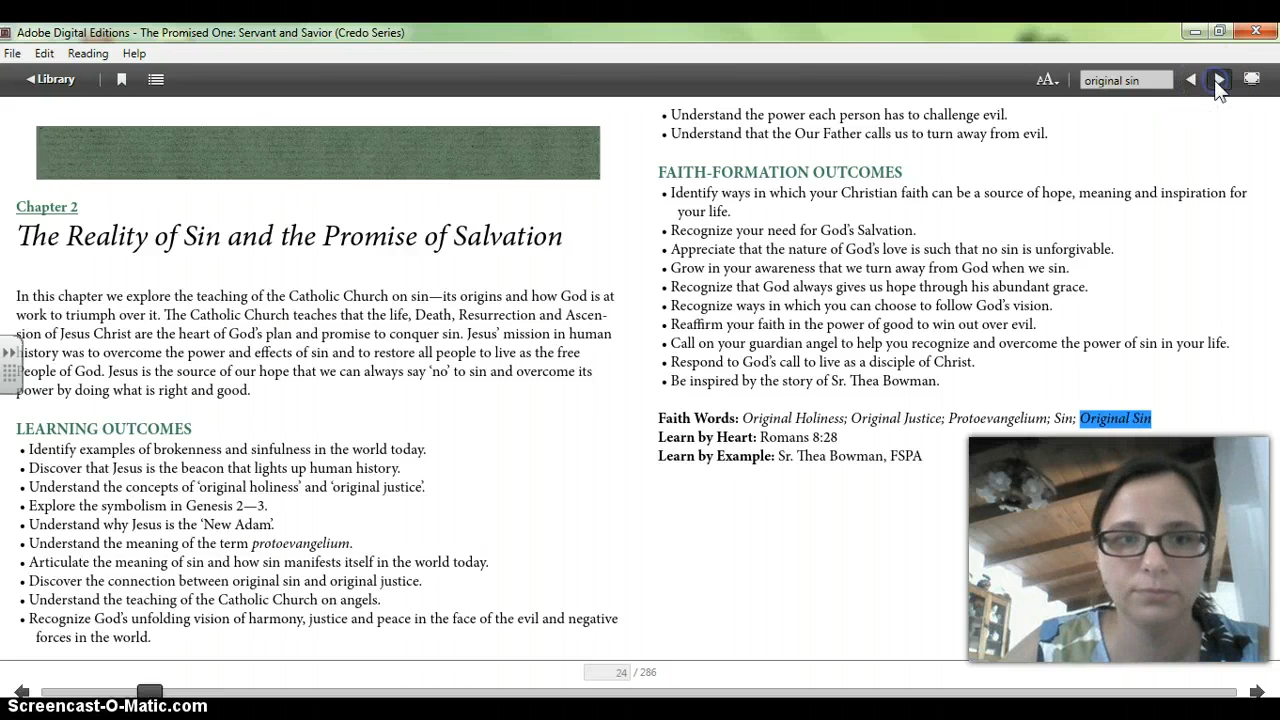 Adobe Digital Editions - The Promised One: Servant and Savior (Credo Series)
File Edit Reading Help
Library
AA
original sin
Chapter 2
The Reality of Sin and the Promise of Salvation
In this chapter we explore the teaching of the Catholic Church on sin—its origins and how God is at
work to triumph over it. The Catholic Church teaches that the life, Death, Resurrection and Ascen-
sion of Jesus Christ are the heart of God's plan and promise to conquer sin. Jesus' mission in human
history was to overcome the power and effects of sin and to restore all people to live as the free
People of God. Jesus is the source of our hope that we can always say 'no' to sin and overcome its
power by doing what is right and good.
LEARNING OUTCOMES
• Identify examples of brokenness and sinfulness in the world today.
• Discover that Jesus is the beacon that lights up human history.
• Understand the concepts of 'original holiness' and 'original justice'.
• Explore the symbolism in Genesis 2—3.
• Understand why Jesus is the 'New Adam'.
• Understand the meaning of the term protoevangelium.
• Articulate the meaning of sin and how sin manifests itself in the world today.
• Discover the connection between original sin and original justice.
• Understand the teaching of the Catholic Church on angels.
• Recognize God's unfolding vision of harmony, justice and peace in the face of the evil and negative
forces in the world.
• Understand the power each person has to challenge evil.
• Understand that the Our Father calls us to turn away from evil.
FAITH-FORMATION OUTCOMES
• Identify ways in which your Christian faith can be a source of hope, meaning and inspiration for
your life.
• Recognize your need for God's Salvation.
• Appreciate that the nature of God's love is such that no sin is unforgivable.
• Grow in your awareness that we turn away from God when we sin.
• Recognize that God always gives us hope through his abundant grace.
• Recognize ways in which you can choose to follow God's vision.
• Reaffirm your faith in the power of good to win out over evil.
• Call on your guardian angel to help you recognize and overcome the power of sin in your life.
• Respond to God's call to live as a disciple of Christ.
• Be inspired by the story of Sr. Thea Bowman.
Faith Words: Original Holiness; Original Justice; Protoevangelium; Sin; Original Sin
Learn by Heart: Romans 8:28
Learn by Example: Sr. Thea Bowman, FSPA
24 / 286
Screencast-O-Matic.com